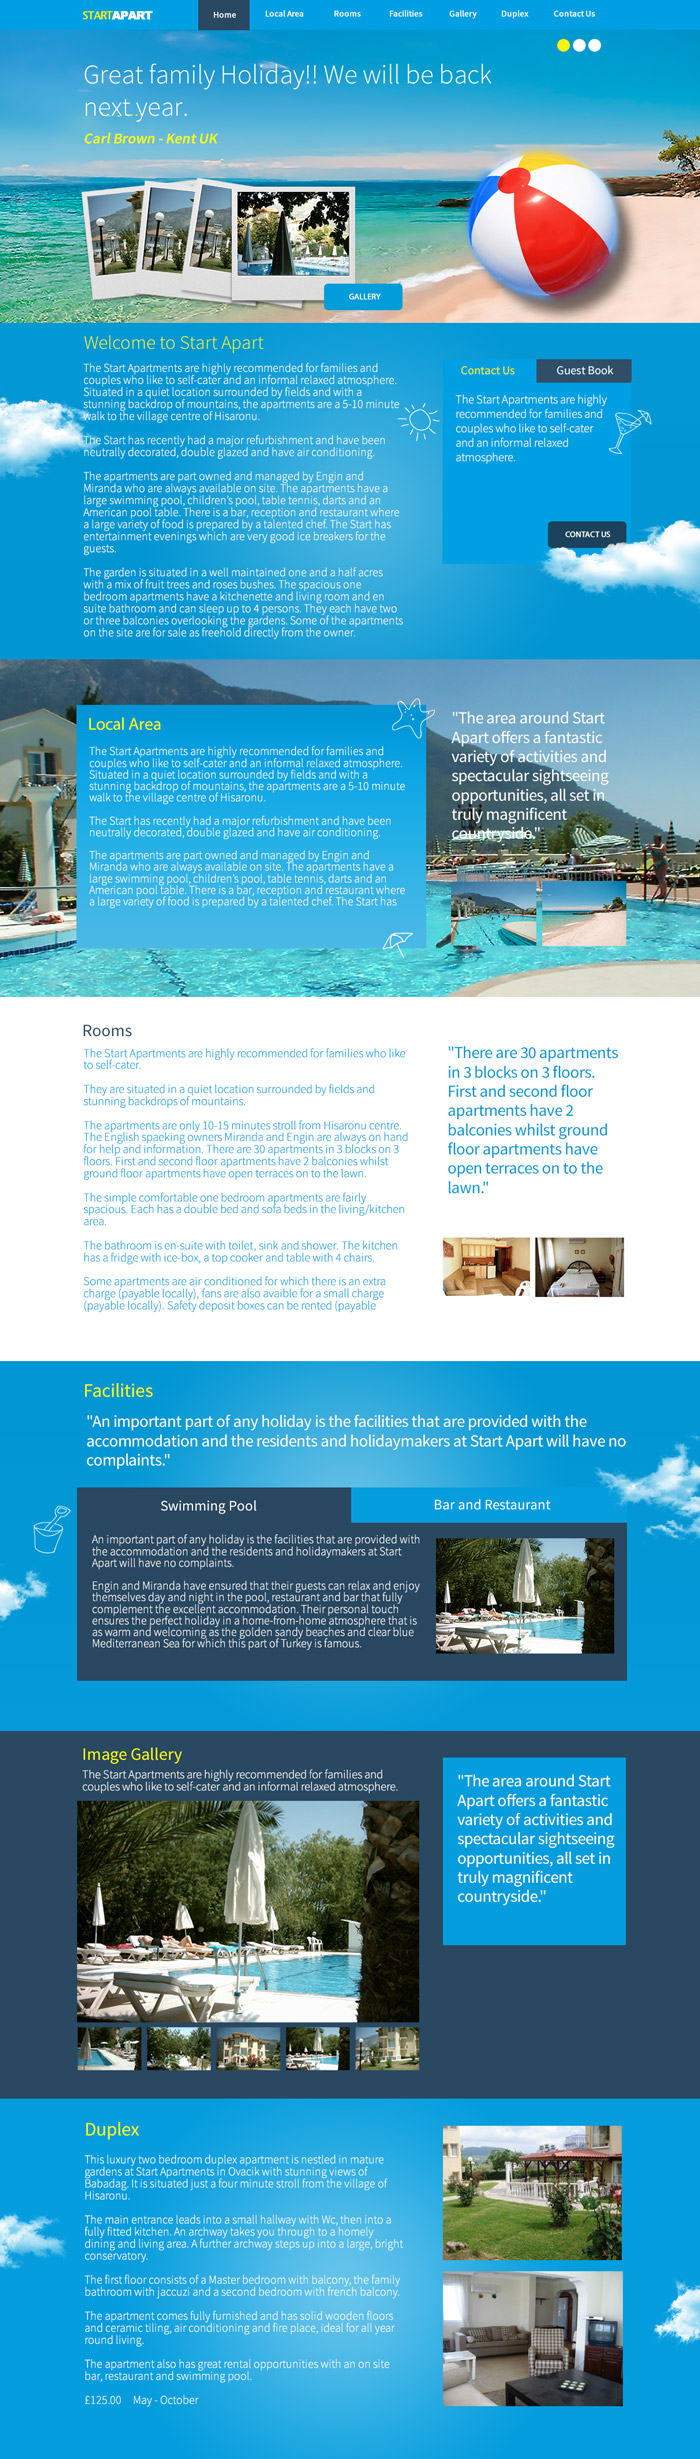 STARTAPART
Home
Local Area
Rooms
Facilities
Gallery
Duplex
Contact Us
Great family Holiday!! We will be back
next year.
Carl Brown - Kent UK
GALLERY
Welcome to Start Apart
The Start Apartments are highly recommended for families and
couples who like to self-cater and an informal relaxed atmosphere.
Situated in a quiet location surrounded by fields and with a
stunning backdrop of mountains, the apartments are a 5-10 minute
walk to the village centre of Hisaronu.
The Start has recently had a major refurbishment and have been
neutrally decorated, double glazed and have air conditioning.
The apartments are part owned and managed by Engin and
Miranda who are always available on site. The apartments have a
large swimming pool, children's pool, table tennis, darts and an
American pool table. There is a bar, reception and restaurant where
a large variety of food is prepared by a talented chef. The Start has
entertainment evenings which are very good ice breakers for the
guests.
The garden is situated in a well maintained one and a half acres
with a mix of fruit trees and roses bushes. The spacious one
bedroom apartments have a kitchenette and living room and en
suite bathroom and can sleep up to 4 persons. They each have two
or three balconies overlooking the gardens. Some of the apartments
on the site are for sale as freehold directly from the owner.
Contact Us
Guest Book
The Start Apartments are highly
recommended for families and
couples who like to self-cater
and an informal relaxed
atmosphere.
CONTACT US
Local Area
The Start Apartments are highly recommended for families and
couples who like to self-cater and an informal relaxed atmosphere.
Situated in a quiet location surrounded by fields and with a
stunning backdrop of mountains, the apartments are a 5-10 minute
walk to the village centre of Hisaronu.
The Start has recently had a major refurbishment and have been
neutrally decorated, double glazed and have air conditioning.
The apartments are part owned and managed by Engin and
Miranda who are always available on site. The apartments have a
large swimming pool, children's pool, table tennis, darts and an
American pool table. There is a bar, reception and restaurant where
a large variety of food is prepared by a talented chef. The Start has
"The area around Start
Apart offers a fantastic
variety of activities and
spectacular sightseeing
opportunities, all set in
truly magnificent
countryside."
Rooms
The Start Apartments are highly recommended for families who like
to self-cater.
They are situated in a quiet location surrounded by fields and
stunning backdrops of mountains.
The apartments are only 10-15 minutes stroll from Hisaronu centre.
The English spaeking owners Miranda and Engin are always on hand
for help and information. There are 30 apartments in 3 blocks on 3
floors. First and second floor apartments have 2 balconies whilst
ground floor apartments have open terraces on to the lawn.
The simple comfortable one bedroom apartments are fairly
spacious. Each has a double bed and sofa beds in the living/kitchen
area.
The bathroom is en-suite with toilet, sink and shower. The kitchen
has a fridge with ice-box, a top cooker and table with 4 chairs.
Some apartments are air conditioned for which there is an extra
charge (payable locally), fans are also avaible for a small charge
(payable locally). Safety deposit boxes can be rented (payable
"There are 30 apartments
in 3 blocks on 3 floors.
First and second floor
apartments have 2
balconies whilst ground
floor apartments have
open terraces on to the
lawn."
Facilities
"An important part of any holiday is the facilities that are provided with the
accommodation and the residents and holidaymakers at Start Apart will have no
complaints."
Swimming Pool
Bar and Restaurant
An important part of any holiday is the facilities that are provided with
the accommodation and the residents and holidaymakers at Start
Apart will have no complaints.
Engin and Miranda have ensured that their guests can relax and enjoy
themselves day and night in the pool, restaurant and bar that fully
complement the excellent accommodation. Their personal touch
ensures the perfect holiday in a home-from-home atmosphere that is
as warm and welcoming as the golden sandy beaches and clear blue
Mediterranean Sea for which this part of Turkey is famous.
Image Gallery
The Start Apartments are highly recommended for families and
couples who like to self-cater and an informal relaxed atmosphere.
"The area around Start
Apart offers a fantastic
variety of activities and
spectacular sightseeing
opportunities, all set in
truly magnificent
countryside."
Duplex
This luxury two bedroom duplex apartment is nestled in mature
gardens at Start Apartments in Ovacik with stunning views of
Babadag. It is situated just a four minute stroll from the village of
Hisaronu.
The main entrance leads into a small hallway with Wc, then into a
fully fitted kitchen. An archway takes you through to a homely
dining and living area. A further archway steps up into a large, bright
conservatory.
The first floor consists of a Master bedroom with balcony, the family
bathroom with jaccuzi and a second bedroom with french balcony.
The apartment comes fully furnished and has solid wooden floors
and ceramic tiling, air conditioning and fire place, ideal for all year
round living.
The apartment also has great rental opportunities with an on site
bar, restaurant and swimming pool.
£125.00 May - October